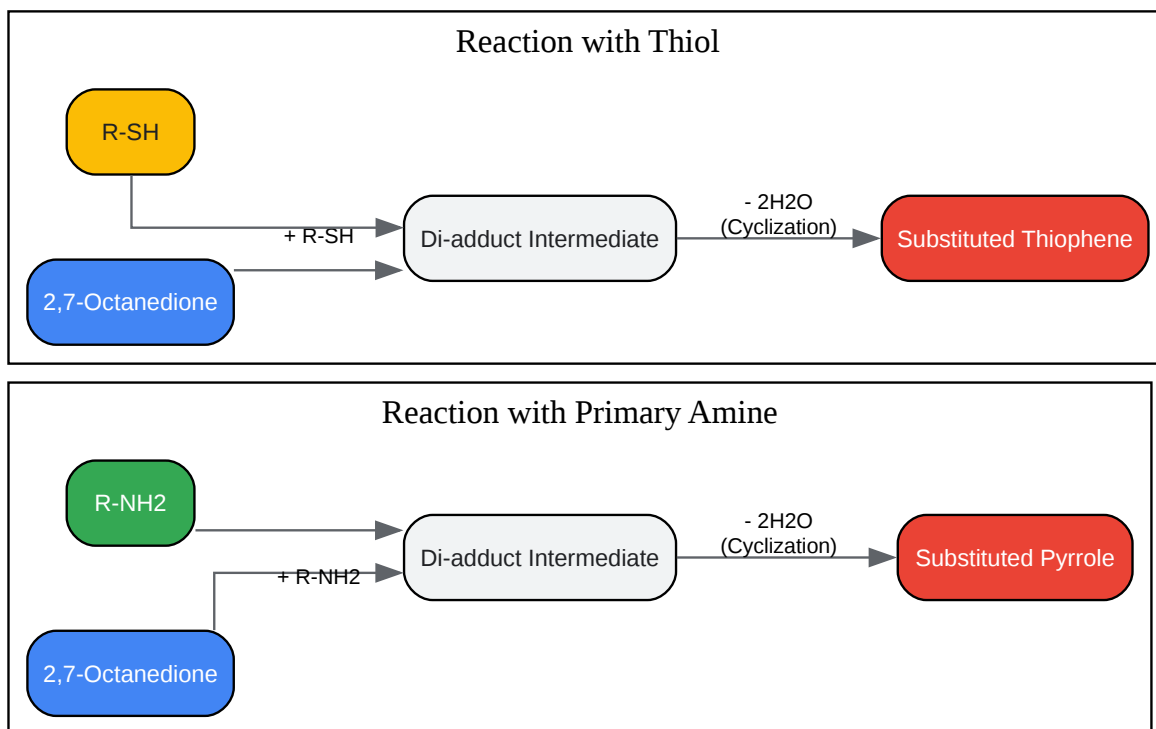 Reaction with Thiol
R-SH
+ R-SH
2,7-Octanedione
Di-adduct Intermediate
- 2H2O
(Cyclization)
Substituted Thiophene
Reaction with Primary Amine
R-NH2
+ R-NH2
2,7-Octanedione
Di-adduct Intermediate
- 2H2O
(Cyclization)
Substituted Pyrrole